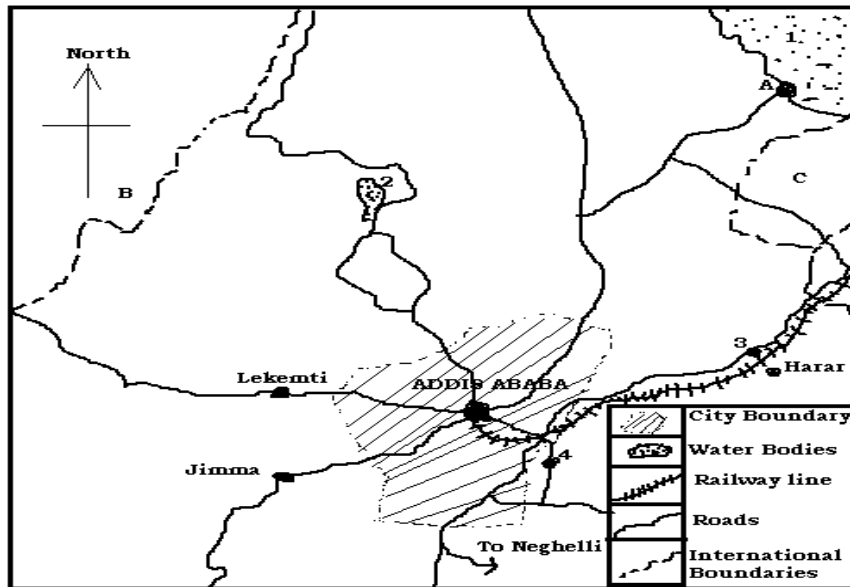 North
1
A
B
2
C
3
Harar
Lekemti
ADDIS ABABA
Jimma
4
To Neghelli
City Boundary
Water Bodies
Railway line
Roads
International
Boundaries